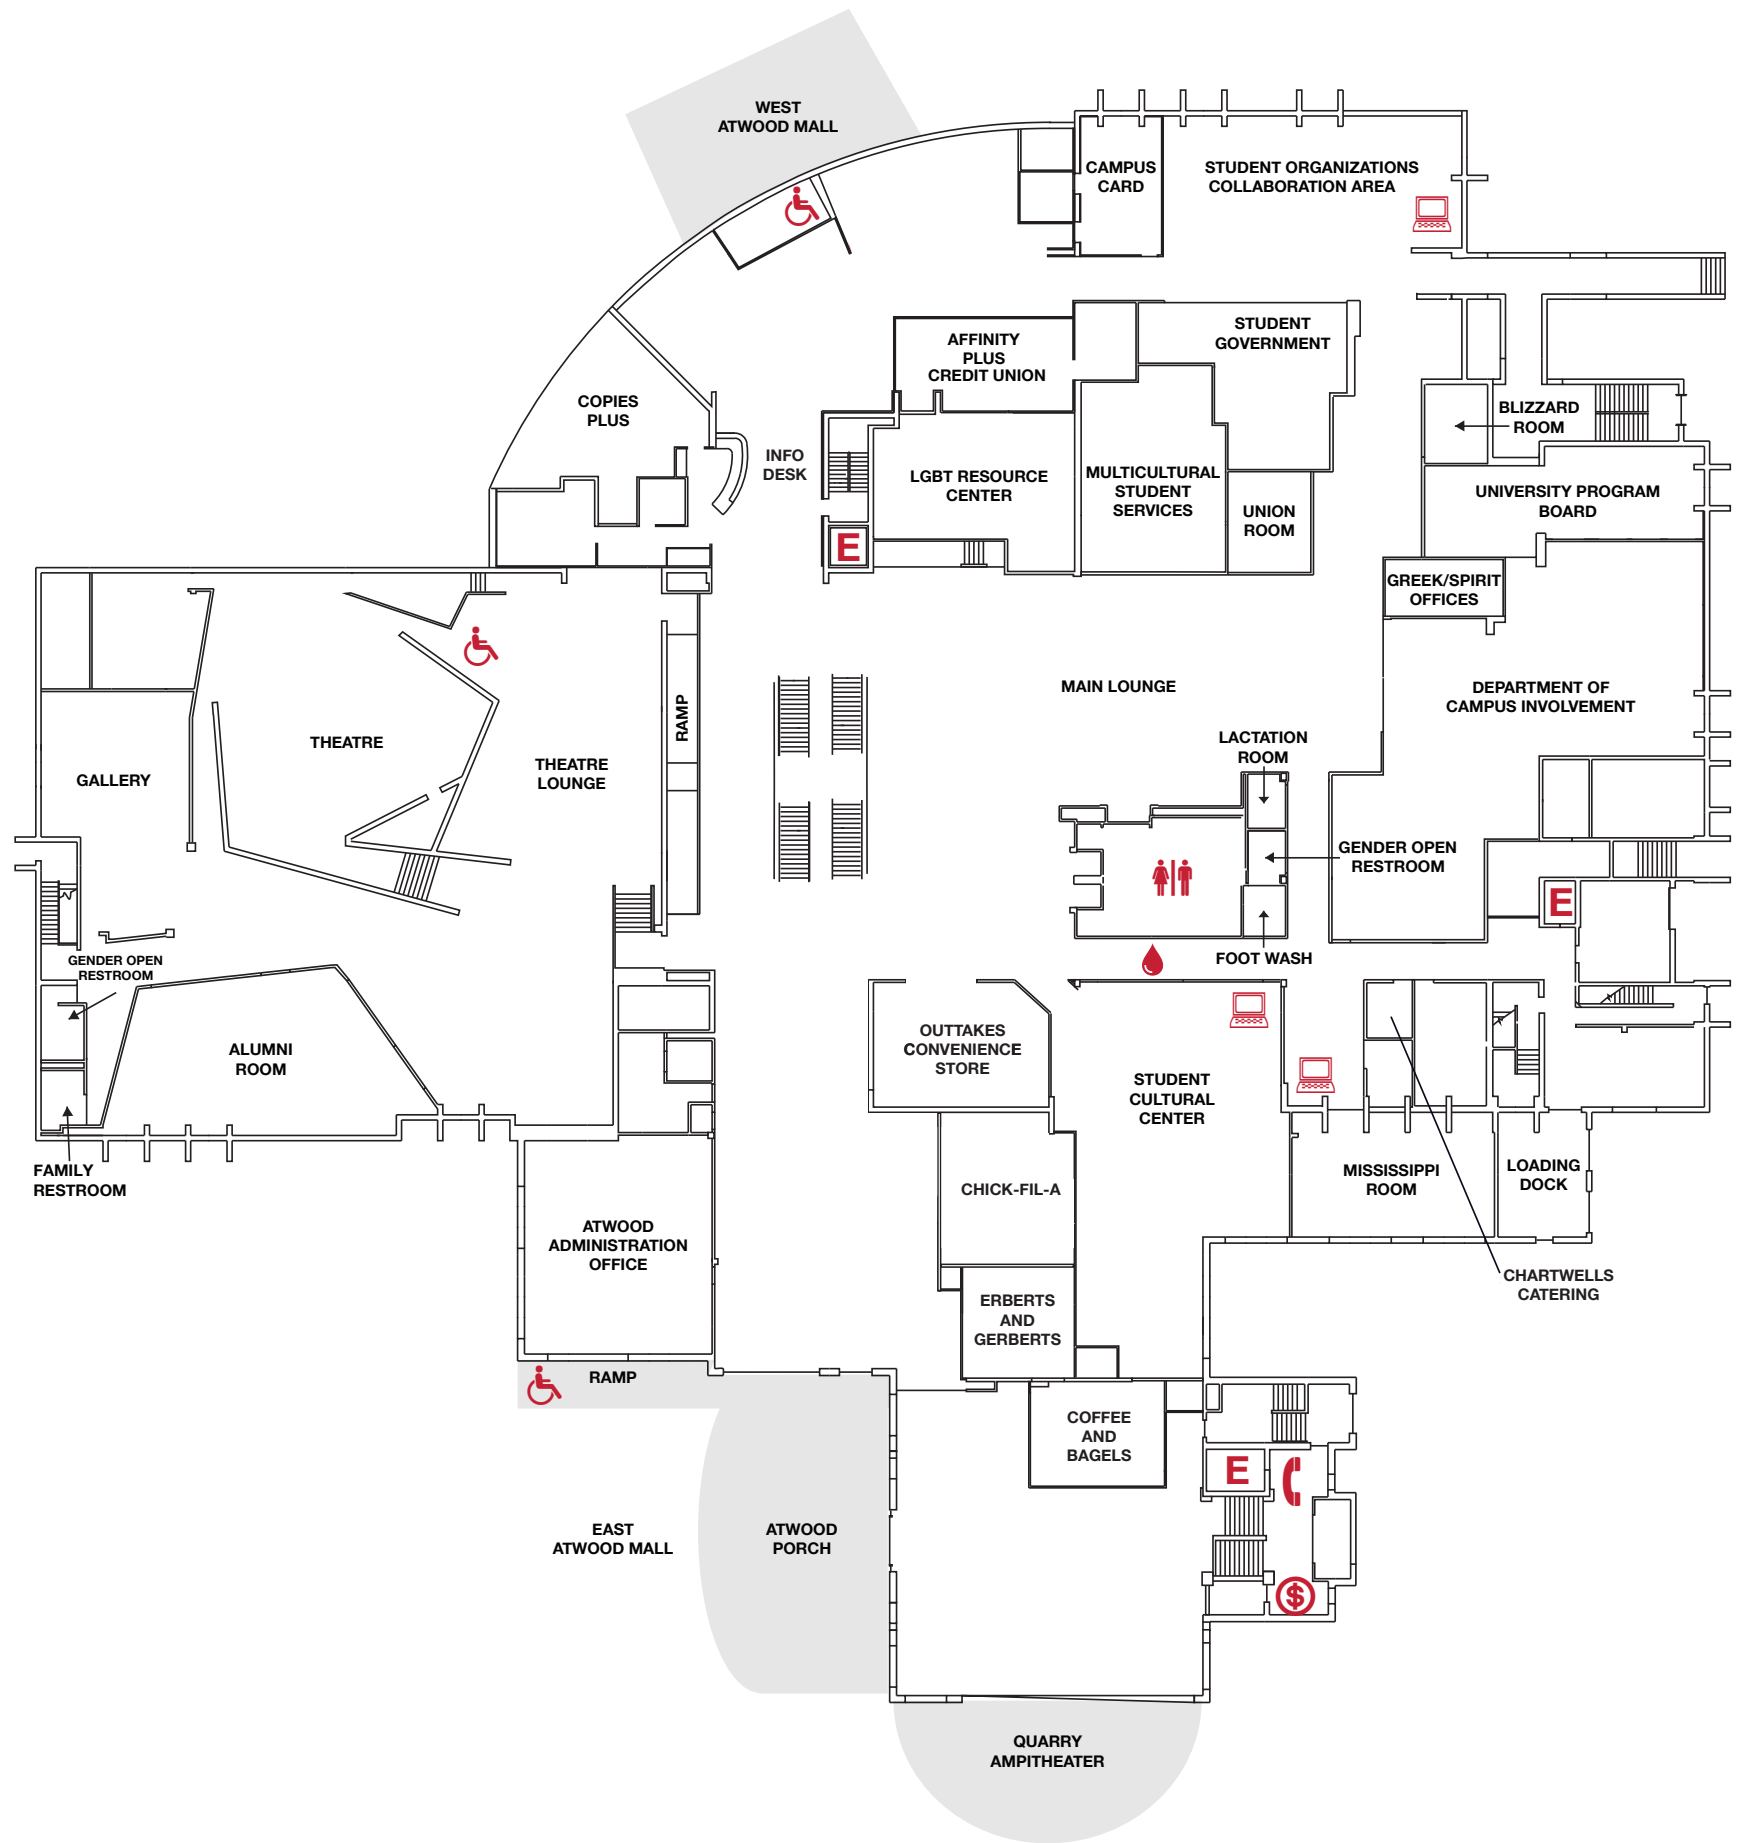 WEST
ATWOOD MALL
CAMPUS
CARD
STUDENT ORGANIZATIONS
COLLABORATION AREA
AFFINITY
PLUS
CREDIT UNION
STUDENT
GOVERNMENT
COPIES
PLUS
BLIZZARD
ROOM
INFO
DESK
LGBT RESOURCE
CENTER
MULTICULTURAL
STUDENT
SERVICES
UNION
ROOM
UNIVERSITY PROGRAM
BOARD
E
GREEK/SPIRIT
OFFICES
MAIN LOUNGE
DEPARTMENT OF
CAMPUS INVOLVEMENT
RAMP
THEATRE
GALLERY
THEATRE
LOUNGE
LACTATION
ROOM
GENDER OPEN
RESTROOM
E
FOOT WASH
GENDER OPEN
RESTROOM
ALUMNI
ROOM
OUTTAKES
CONVENIENCE
STORE
STUDENT
CULTURAL
CENTER
FAMILY
RESTROOM
CHICK-FIL-A
MISSISSIPPI
ROOM
LOADING
DOCK
ATWOOD
ADMINISTRATION
OFFICE
CHARTWELLS
CATERING
ERBERTS
AND
GERBERTS
RAMP
COFFEE
AND
BAGELS
E
EAST
ATWOOD MALL
ATWOOD
PORCH
$
QUARRY
AMPITHEATER